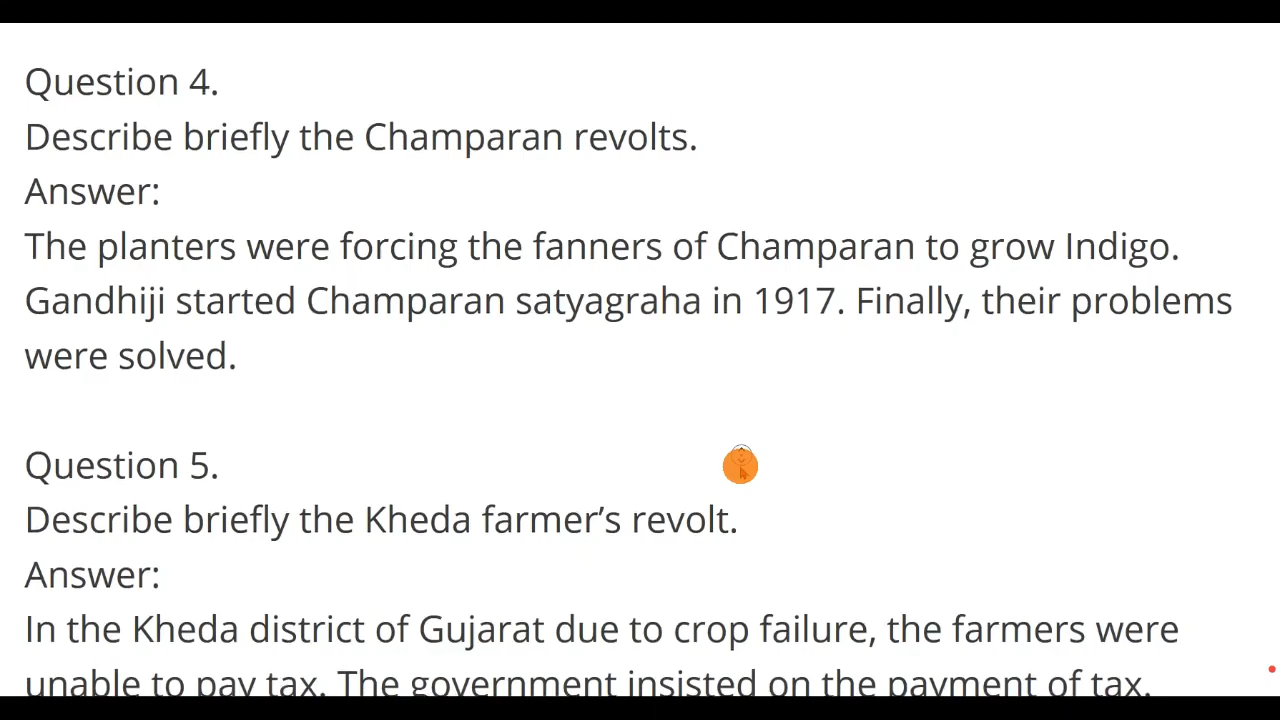 Question 4.
Describe briefly the Champaran revolts.
Answer:
The planters were forcing the fanners of Champaran to grow Indigo.
Gandhiji started Champaran satyagraha in 1917. Finally, their problems
were solved.
Question 5.
Describe briefly the Kheda farmer’s revolt.
Answer:
In the Kheda district of Gujarat due to crop failure, the farmers were
unable to pay tax. The government insisted on the payment of tax.